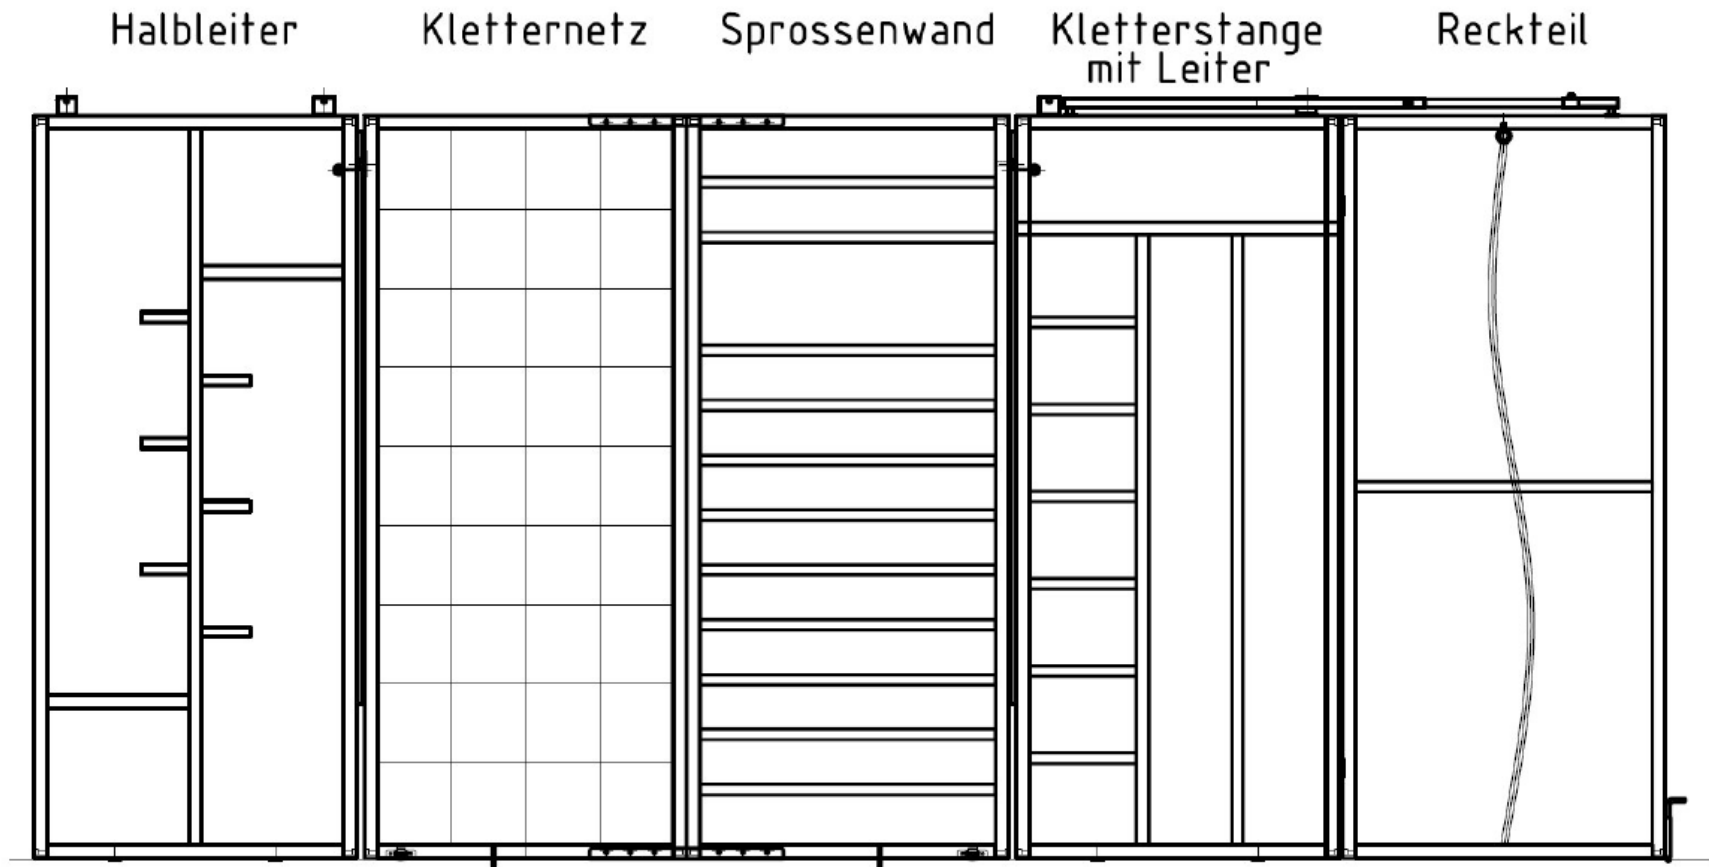 Halbleiter
Kletternetz
Sprossenwand
Kletterstange
mit Leiter
Reckteil